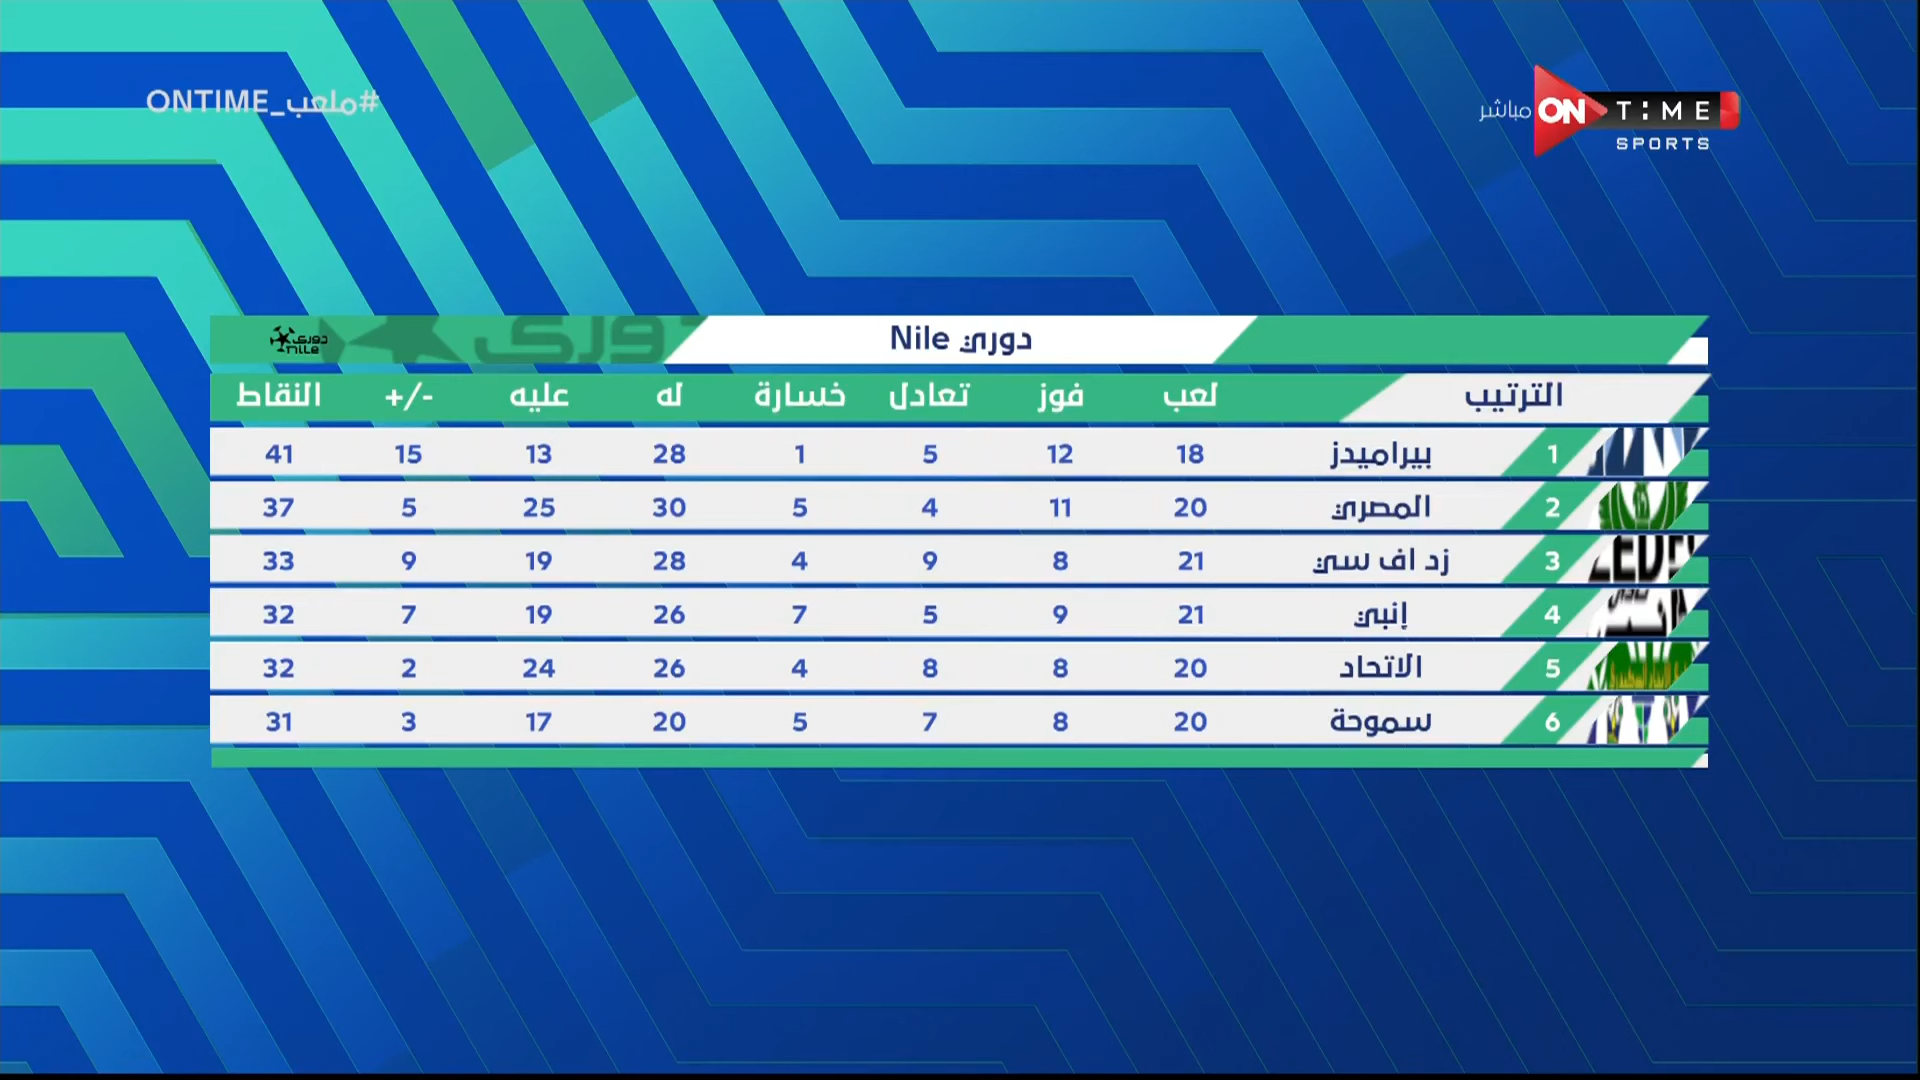 #ملعب_ONTIME
مباشر ON TIME
SPORTS
دوري Nile
دوري
دوري
nile
الترتيب لعب فوز تعادل خسارة له عليه +/- النقاط
1 بيراميدز 18 12 5 1 28 13 15 41
2 المصري 20 11 4 5 30 25 5 37
3 زد اف سي 21 8 9 4 28 19 9 33
4 إنبي 21 9 5 7 26 19 7 32
5 الاتحاد 20 8 8 4 26 24 2 32
6 سموحة 20 8 7 5 20 17 3 31